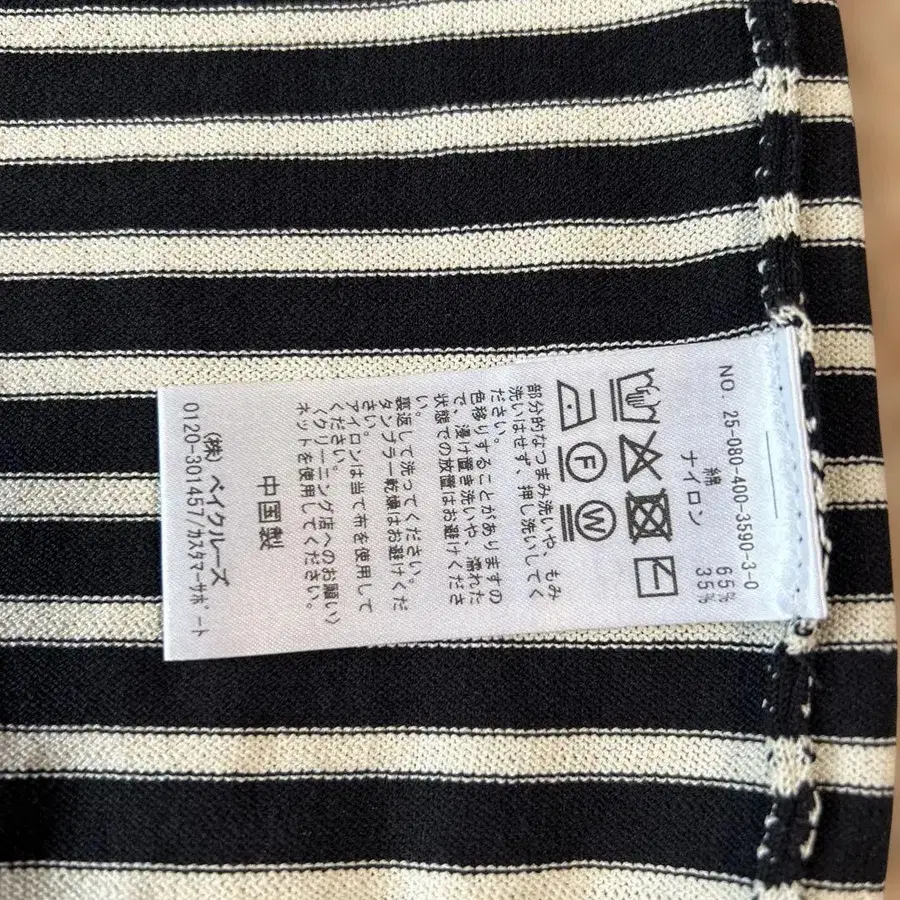 NO. 25-080-400-3590-3-0
綿 65%
ナイロン 35%
F W
部分的なつまみ洗いや、もみ
洗いはせず、押し洗いしてく
ださい。
色移りすることがありますの
で、浸け置き洗いや、濡れた
状態での放置はお避けくださ
い。
裏返して洗ってください。
タンブラー乾燥はお避けくだ
さい。
アイロンは当て布を使用して
ください。
〈クリーニング店へのお願い〉
ネットを使用してください。
中国製
（株）ベイクルーズ
0120-301457/カスタマーサポート